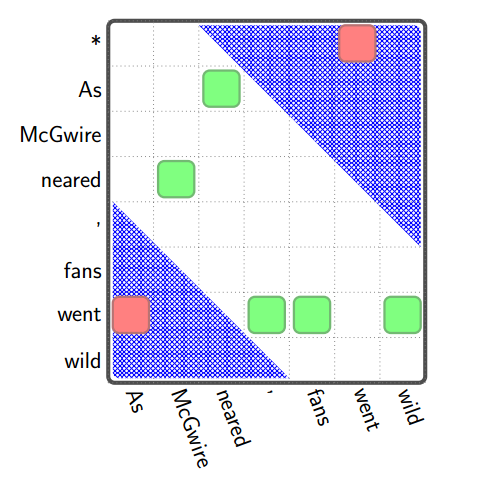 *
As
McGwire
neared
,
fans
went
wild
As
McGwire
neared
,
fans
went
wild